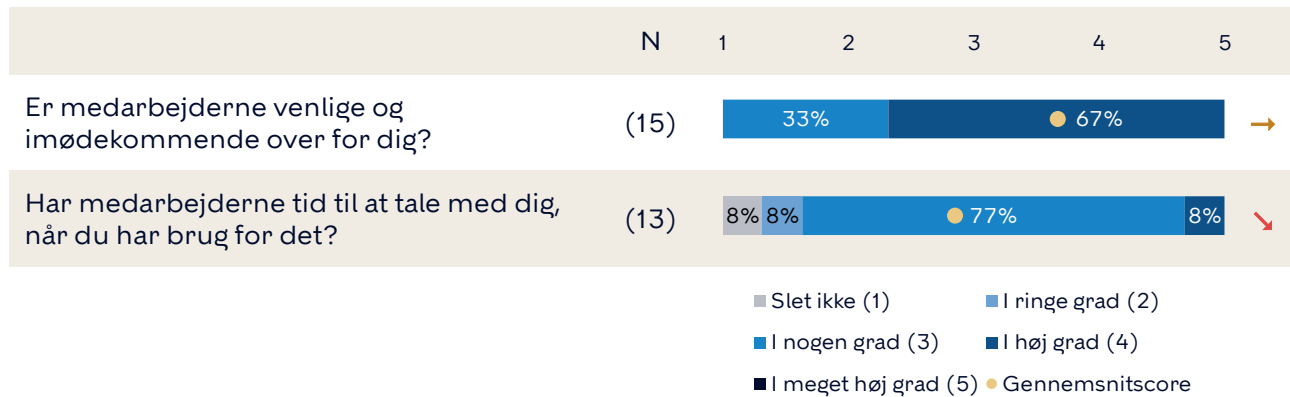 N 1 2 3 4 5
Er medarbejderne venlige og
imødekommende over for dig?
(15)
33% 67%
Har medarbejderne tid til at tale med dig,
når du har brug for det?
(13)
8% 8% 77% 8%
Slet ikke (1) I ringe grad (2)
I nogen grad (3) I høj grad (4)
I meget høj grad (5) Gennemsnitscore